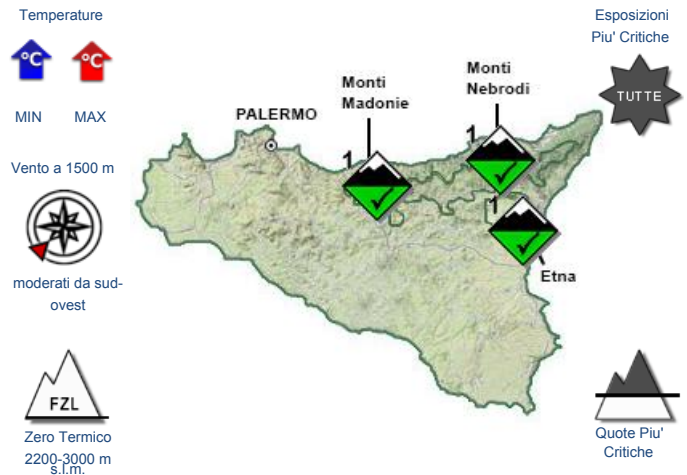 Temperature
°C
°C
MIN
MAX
Vento a 1500 m
moderati da sud-
ovest
FZL
Zero Termico
2200-3000 m
s.l.m.
PALERMO
Monti
Madonie
1
Monti
Nebrodi
1
1
Etna
Esposizioni
Piu' Critiche
TUTTE
Quote Piu'
Critiche